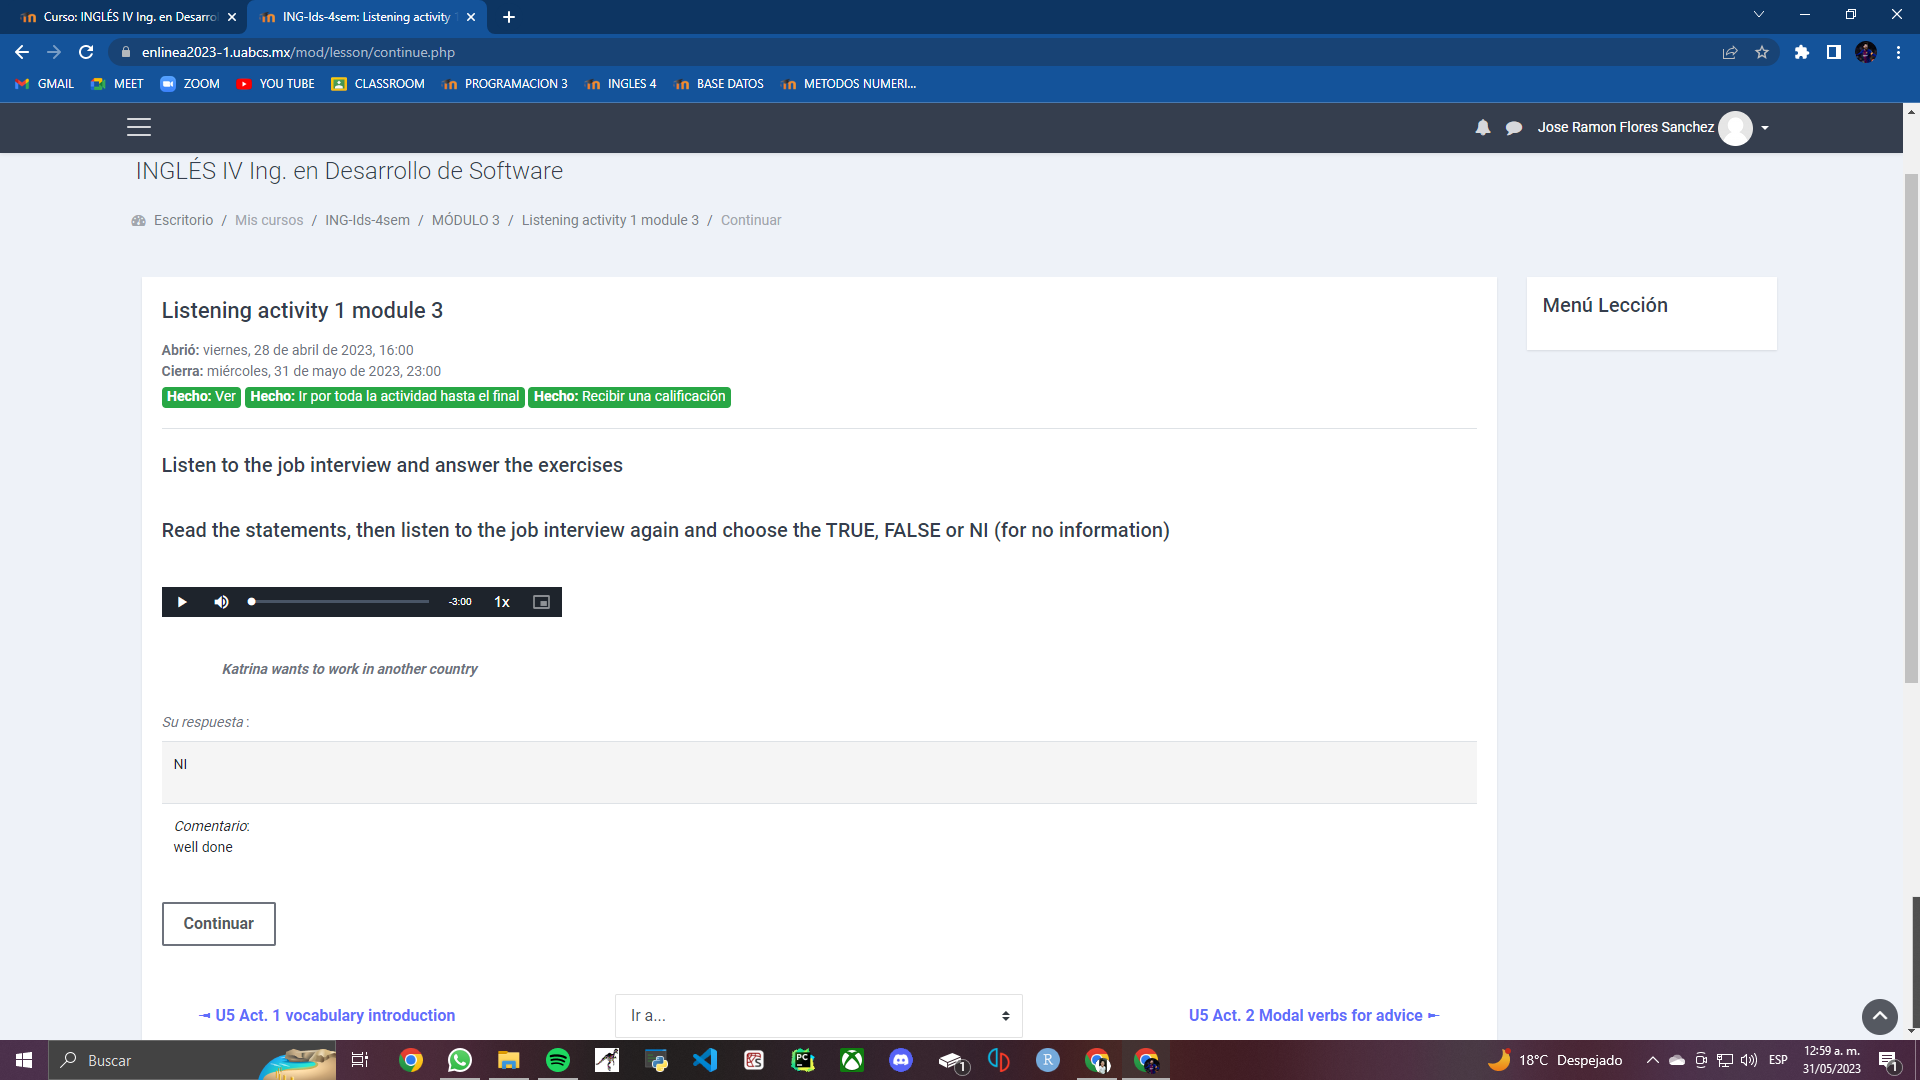 Curso: INGLÉS IV Ing. en Desarrol
ING-Ids-4sem: Listening activity 1
enlinea2023-1.uabcs.mx/mod/lesson/continue.php
GMAIL
MEET
ZOOM
YOU TUBE
CLASSROOM
PROGRAMACION 3
INGLES 4
BASE DATOS
METODOS NUMERI...
Jose Ramon Flores Sanchez
INGLÉS IV Ing. en Desarrollo de Software
Escritorio / Mis cursos / ING-Ids-4sem / MÓDULO 3 / Listening activity 1 module 3 / Continuar
Listening activity 1 module 3
Menú Lección
Abrió: viernes, 28 de abril de 2023, 16:00
Cierra: miércoles, 31 de mayo de 2023, 23:00
Hecho: Ver Hecho: Ir por toda la actividad hasta el final Hecho: Recibir una calificación
Listen to the job interview and answer the exercises
Read the statements, then listen to the job interview again and choose the TRUE, FALSE or NI (for no information)
-3:00 1x
Katrina wants to work in another country
Su respuesta :
NI
Comentario:
well done
Continuar
U5 Act. 1 vocabulary introduction
Ir a...
U5 Act. 2 Modal verbs for advice
Buscar
18°C Despejado
ESP
12:59 a. m.
31/05/2023